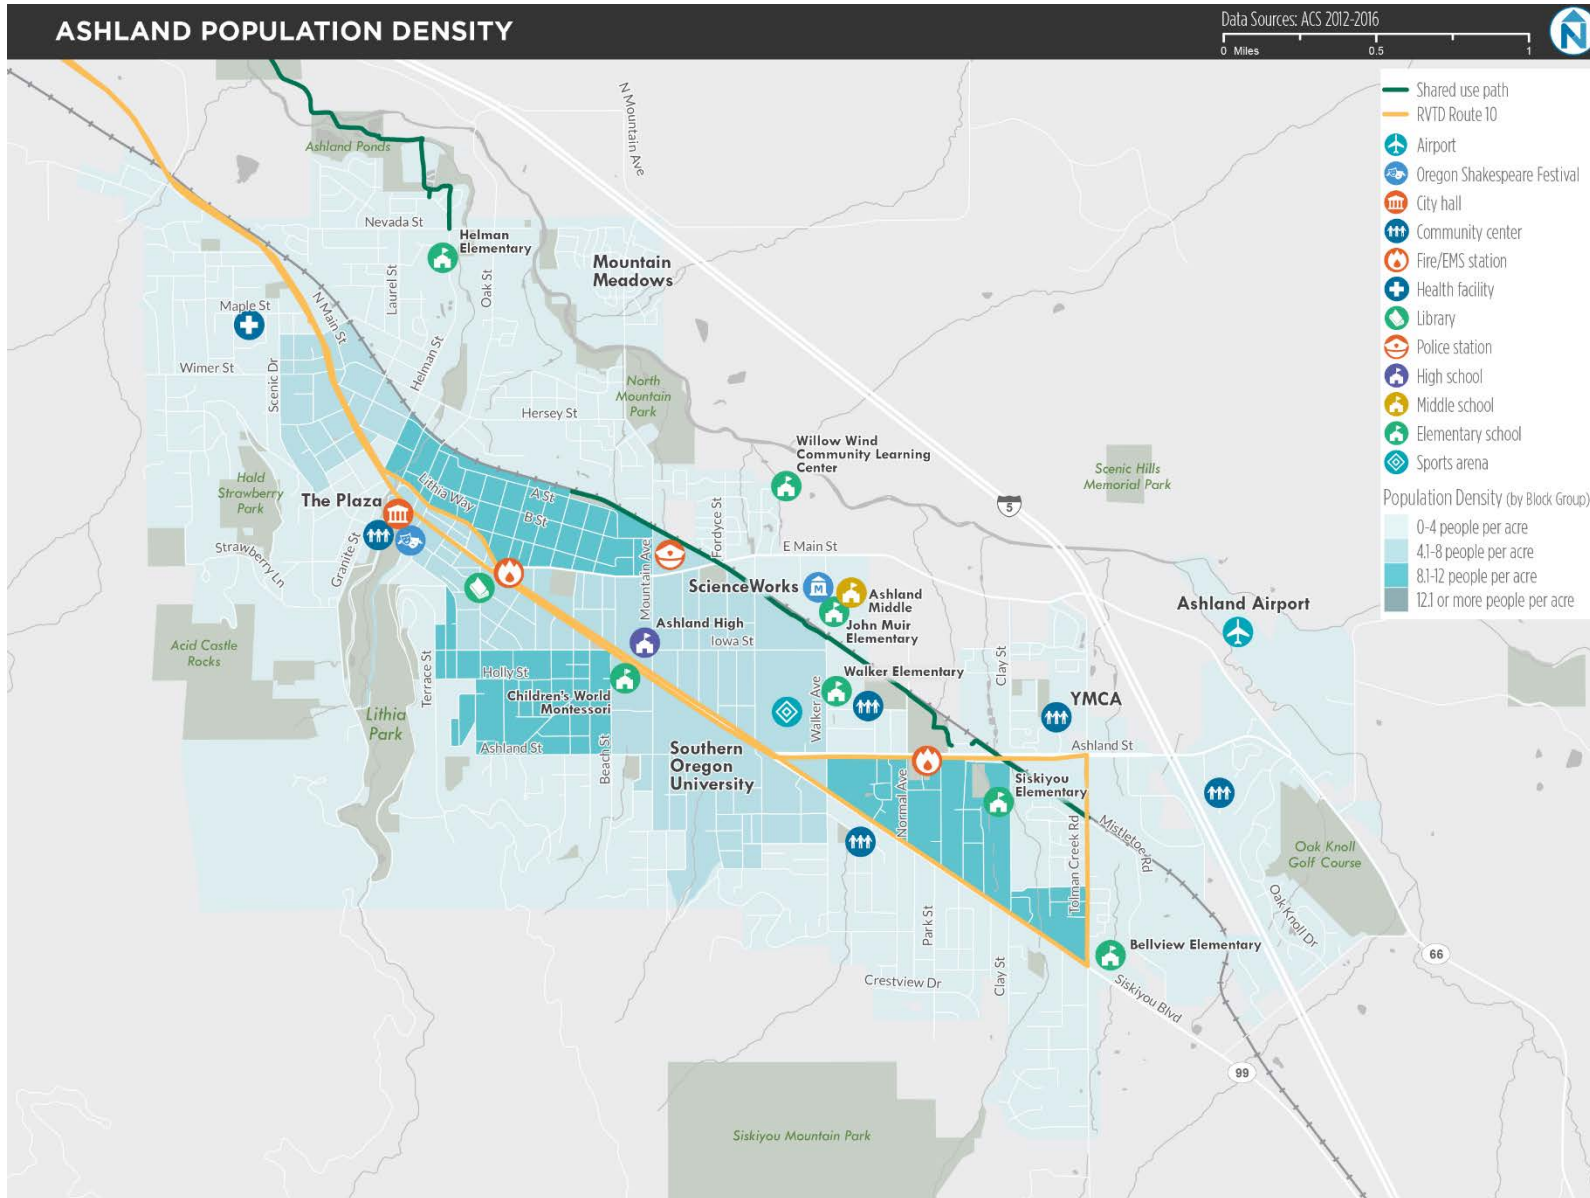 ASHLAND POPULATION DENSITY
Data Sources: ACS 2012-2016
0 Miles 0.5 1
N
Shared use path
RVTD Route 10
Airport
Oregon Shakespeare Festival
City hall
Community center
Fire/EMS station
Health facility
Library
Police station
High school
Middle school
Elementary school
Sports arena
Population Density (by Block Group)
0-4 people per acre
4.1-8 people per acre
8.1-12 people per acre
12.1 or more people per acre
N Mountain Ave
Ashland Ponds
Nevada St
Helman
Elementary
Mountain
Meadows
Laurel St
Oak St
Maple St
N Main St
Wimer St
Scenic Dr
Helman St
North
Mountain
Park
Hersey St
Willow Wind
Community Learning
Center
Scenic Hills
Memorial Park
5
Hald
Strawberry
Park
The Plaza
Lithia Way
A St
B St
Fordyce St
E Main St
Strawberry Ln
Granite St
Mountain Ave
ScienceWorks
M
Ashland
Middle
John Muir
Elementary
Ashland Airport
Acid Castle
Rocks
Ashland High
Iowa St
Terrace St
Holly St
Children's World
Montessori
Walker Elementary
Walker Ave
Clay St
YMCA
Lithia
Park
Ashland St
Beach St
Southern
Oregon
University
Ashland St
Normal Ave
Siskiyou
Elementary
Tolman Creek Rd
Mistletoe Rd
Oak Knoll
Golf Course
Oak Knoll Dr
Park St
Clay St
Bellview Elementary
66
Crestview Dr
Siskiyou Blvd
99
Siskiyou Mountain Park